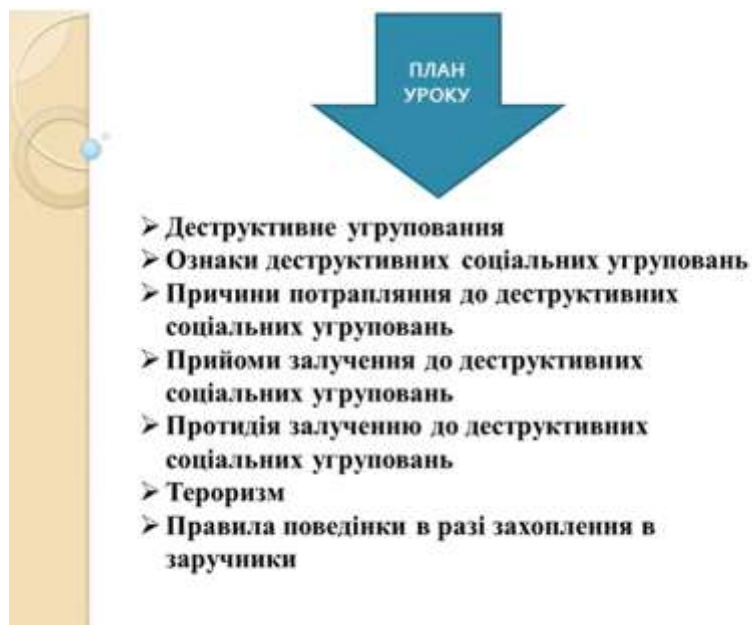 ПЛАН
УРОКУ
➢ Деструктивне угруповання
➢ Ознаки деструктивних соціальних угруповань
➢ Причини потрапляння до деструктивних
соціальних угруповань
➢ Прийоми залучення до деструктивних
соціальних угруповань
➢ Протидія залученню до деструктивних
соціальних угруповань
➢ Тероризм
➢ Правила поведінки в разі захоплення в
заручники